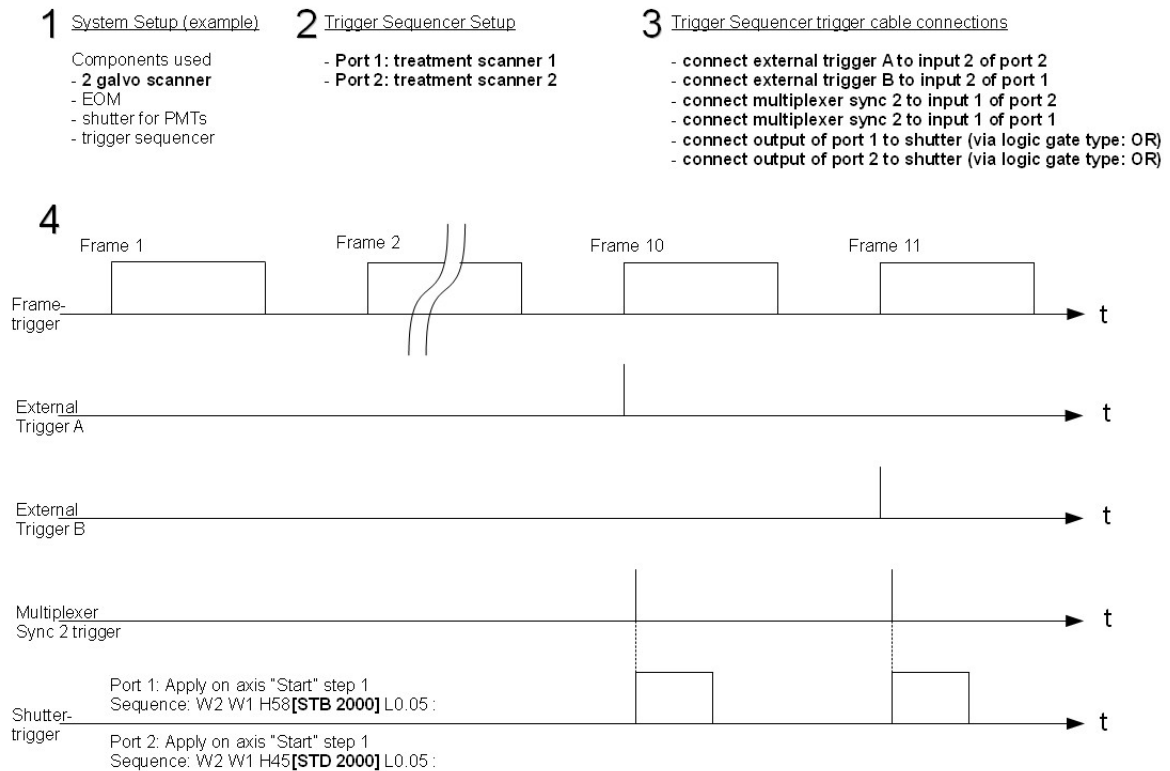 1 System Setup (example)
Components used
- 2 galvo scanner
- EOM
- shutter for PMTs
- trigger sequencer
2 Trigger Sequencer Setup
- Port 1: treatment scanner 1
- Port 2: treatment scanner 2
3 Trigger Sequencer trigger cable connections
- connect external trigger A to input 2 of port 2
- connect external trigger B to input 2 of port 1
- connect multiplexer sync 2 to input 1 of port 2
- connect multiplexer sync 2 to input 1 of port 1
- connect output of port 1 to shutter (via logic gate type: OR)
- connect output of port 2 to shutter (via logic gate type: OR)
4
Frame 1
Frame 2
Frame 10
Frame 11
Frame-
trigger
t
External
Trigger A
t
External
Trigger B
t
Multiplexer
Sync 2 trigger
t
Port 1: Apply on axis "Start" step 1
Sequence: W2 W1 H58[STB 2000] L0.05 :
Shutter-
trigger
t
Port 2: Apply on axis "Start" step 1
Sequence: W2 W1 H45[STD 2000] L0.05 :